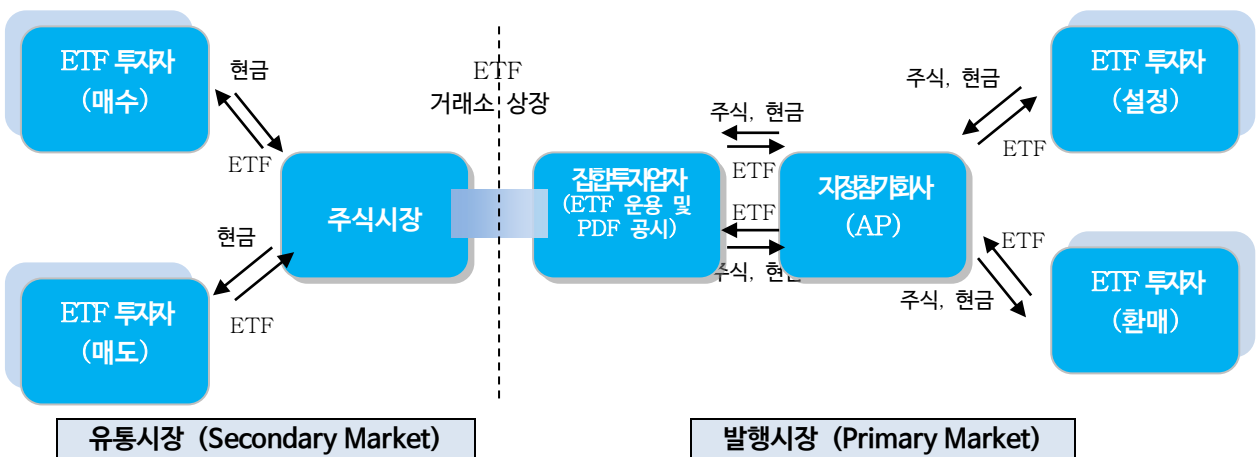 ETF 투자자
(매수)
현금
ETF
ETF
거래소 상장
주식시장
현금
ETF
ETF 투자자
(매도)
주식, 현금
ETF
집합투자업자
(ETF 운용 및
PDF 공시)
ETF
주식, 현금
지정참가회사
(AP)
주식, 현금
ETF
ETF 투자자
(설정)
ETF
주식, 현금
ETF 투자자
(환매)
유통시장 (Secondary Market)
발행시장 (Primary Market)